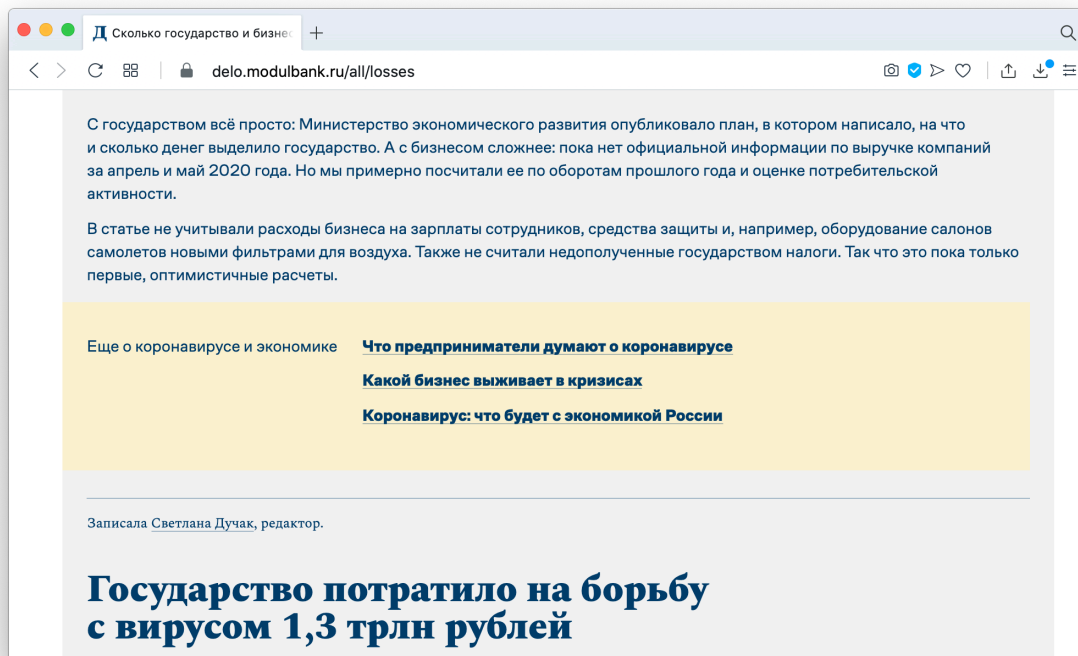 Сколько государство и бизнес
delo.modulbank.ru/all/losses
С государством всё просто: Министерство экономического развития опубликовало план, в котором написало, на что
и сколько денег выделило государство. А с бизнесом сложнее: пока нет официальной информации по выручке компаний
за апрель и май 2020 года. Но мы примерно посчитали ее по оборотам прошлого года и оценке потребительской
активности.
В статье не учитывали расходы бизнеса на зарплаты сотрудников, средства защиты и, например, оборудование салонов
самолетов новыми фильтрами для воздуха. Также не считали недополученные государством налоги. Так что это пока только
первые, оптимистичные расчеты.
Еще о коронавирусе и экономике
Что предприниматели думают о коронавирусе
Какой бизнес выживает в кризисах
Коронавирус: что будет с экономикой России
Записала Светлана Дучак, редактор.
Государство потратило на борьбу
с вирусом 1,3 трлн рублей